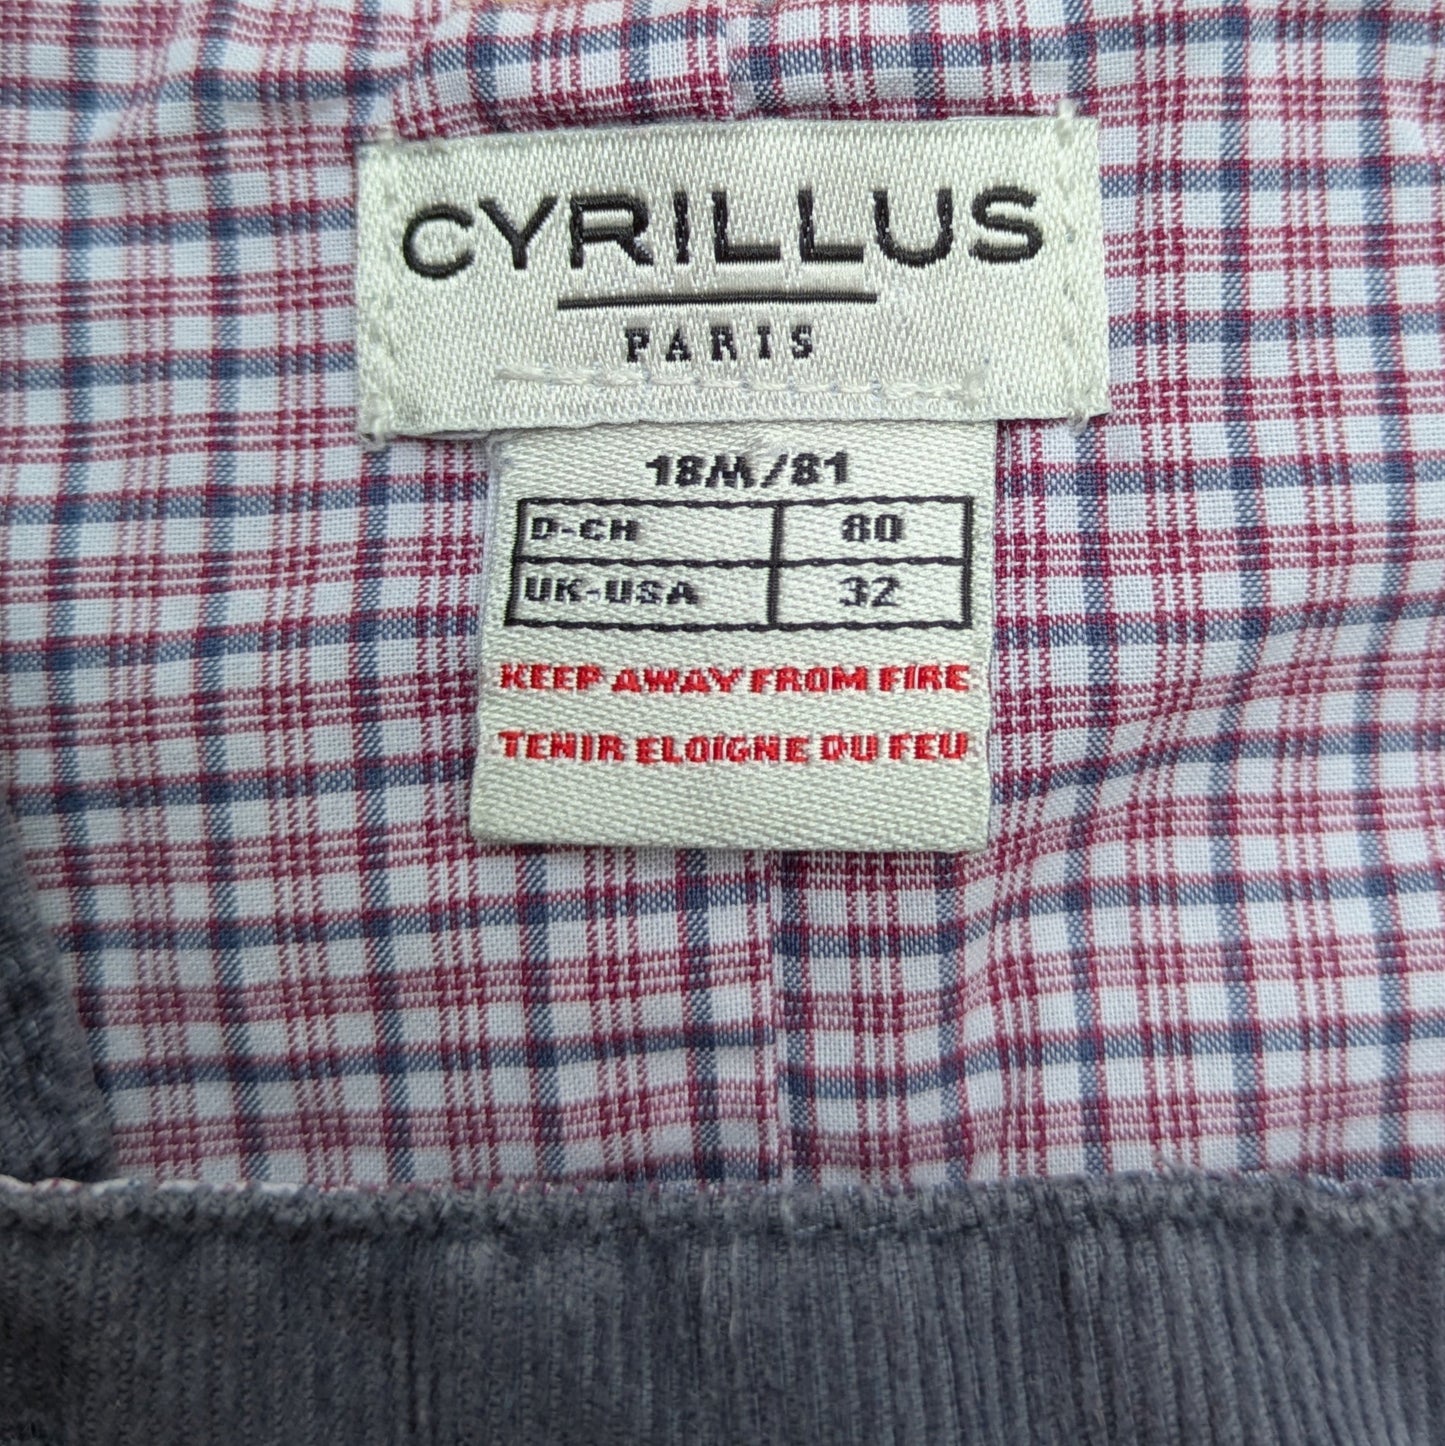 CYRILLUS
PARIS
18M/81
D-CH 80
UK-USA 32
KEEP AWAY FROM FIRE
TENIR ELOIGNE DU FEU